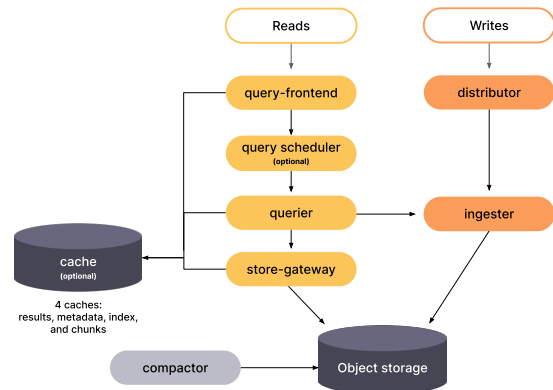 Reads
Writes
query-frontend
distributor
query scheduler
(optional)
querier
ingester
cache
(optional)
store-gateway
4 caches:
results, metadata, index,
and chunks
compactor
Object storage